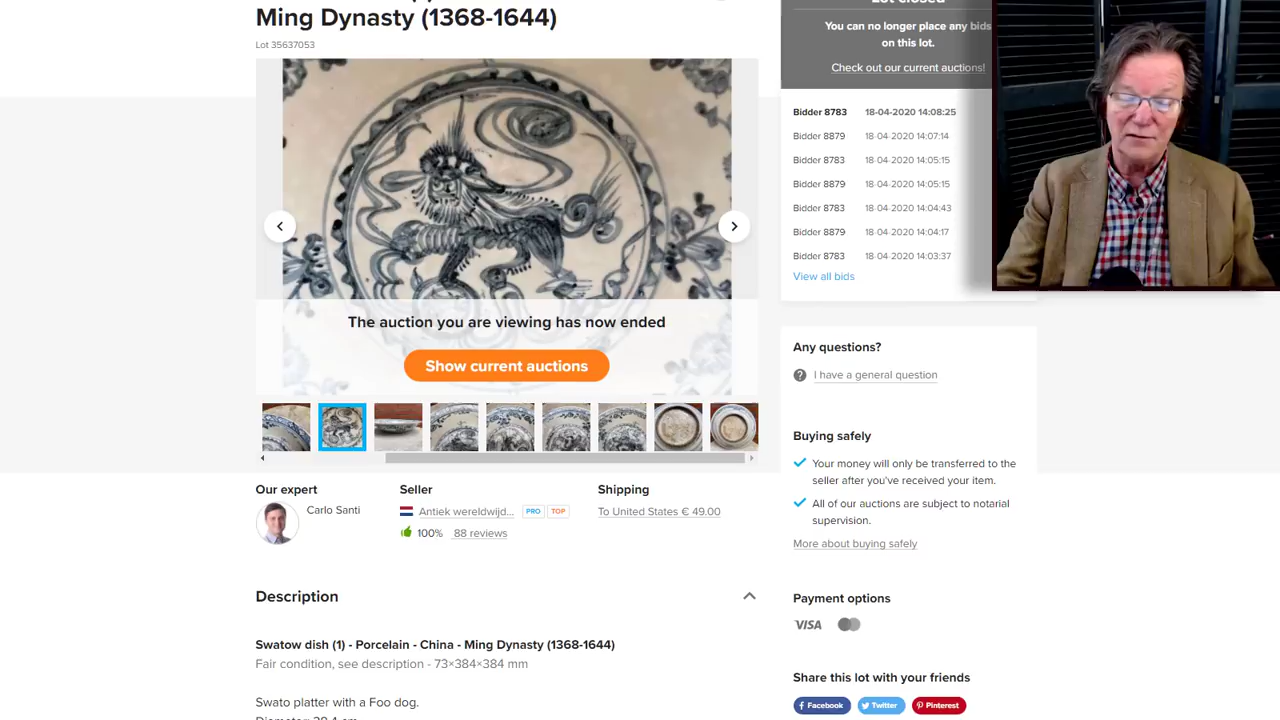 Ming Dynasty (1368-1644)
Lot 35637053
You can no longer place any bids
on this lot.
Check out our current auctions!
Bidder 8783 18-04-2020 14:08:25
Bidder 8879 18-04-2020 14:07:14
Bidder 8783 18-04-2020 14:05:15
Bidder 8879 18-04-2020 14:05:15
Bidder 8783 18-04-2020 14:04:43
Bidder 8879 18-04-2020 14:04:17
Bidder 8783 18-04-2020 14:03:37
View all bids
The auction you are viewing has now ended
Show current auctions
Any questions?
I have a general question
Buying safely
Your money will only be transferred to the
seller after you've received your item.
All of our auctions are subject to notarial
supervision.
More about buying safely
Our expert
Carlo Santi
Seller
Antiek wereldwijd... PRO TOP
100% 88 reviews
Shipping
To United States € 49.00
Description
Swatow dish (1) - Porcelain - China - Ming Dynasty (1368-1644)
Fair condition, see description - 73×384×384 mm
Swato platter with a Foo dog.
Payment options
VISA
Share this lot with your friends
Facebook
Twitter
Pinterest